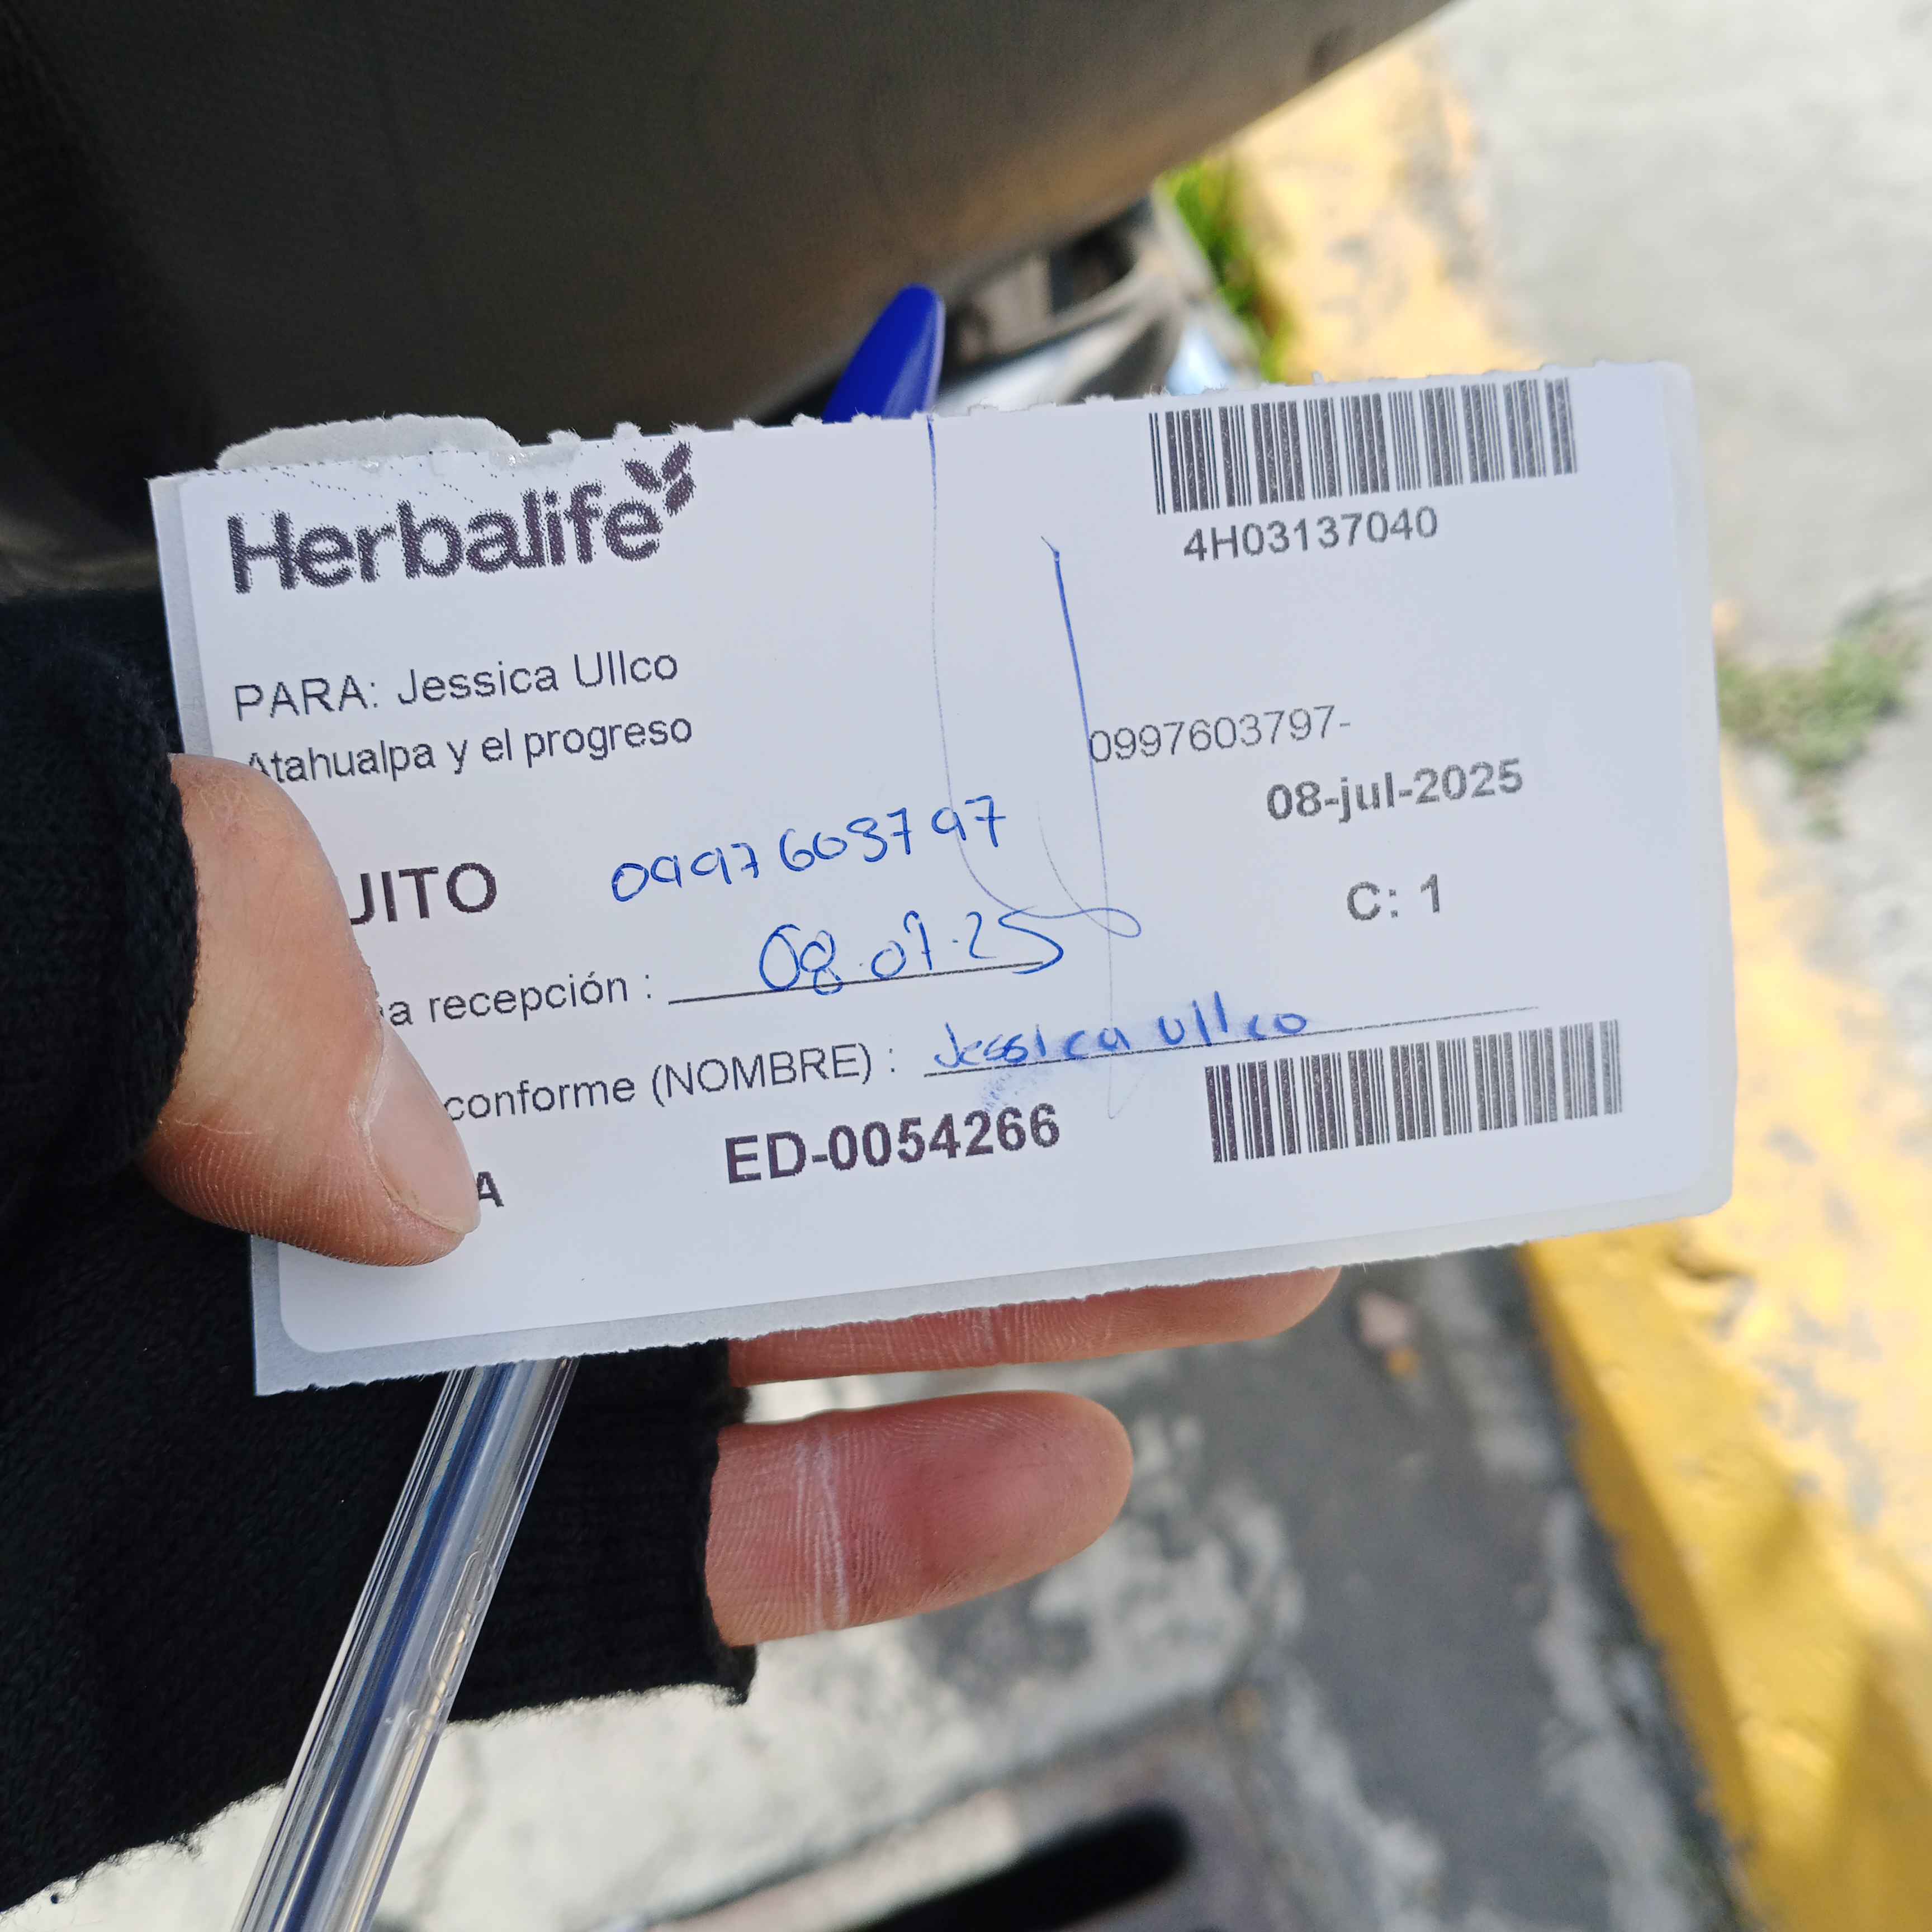 Herbalife
4H03137040
PARA: Jessica Ullco
Atahualpa y el progreso
0997603797-
08-jul-2025
UITO 0997603797
C: 1
a recepción : 08.07.25
conforme (NOMBRE) : Jessica Ullco
A ED-0054266